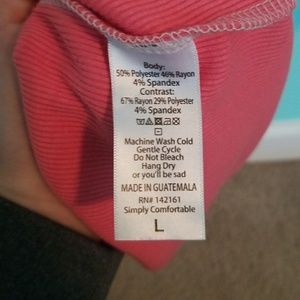 Body:
50% Polyester 46% Rayon
4% Spandex
Contrast:
67% Rayon 29% Polyester
4% Spandex
Machine Wash Cold
Gentle Cycle
Do Not Bleach
Hang Dry
or you'll be sad
MADE IN GUATEMALA
RN# 142161
Simply Comfortable
L